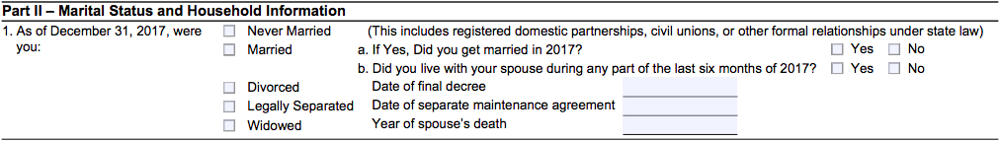 Part II – Marital Status and Household Information
1. As of December 31, 2017, were you:
Never Married (This includes registered domestic partnerships, civil unions, or other formal relationships under state law)
Married a. If Yes, Did you get married in 2017? Yes No
b. Did you live with your spouse during any part of the last six months of 2017? Yes No
Divorced Date of final decree
Legally Separated Date of separate maintenance agreement
Widowed Year of spouse's death